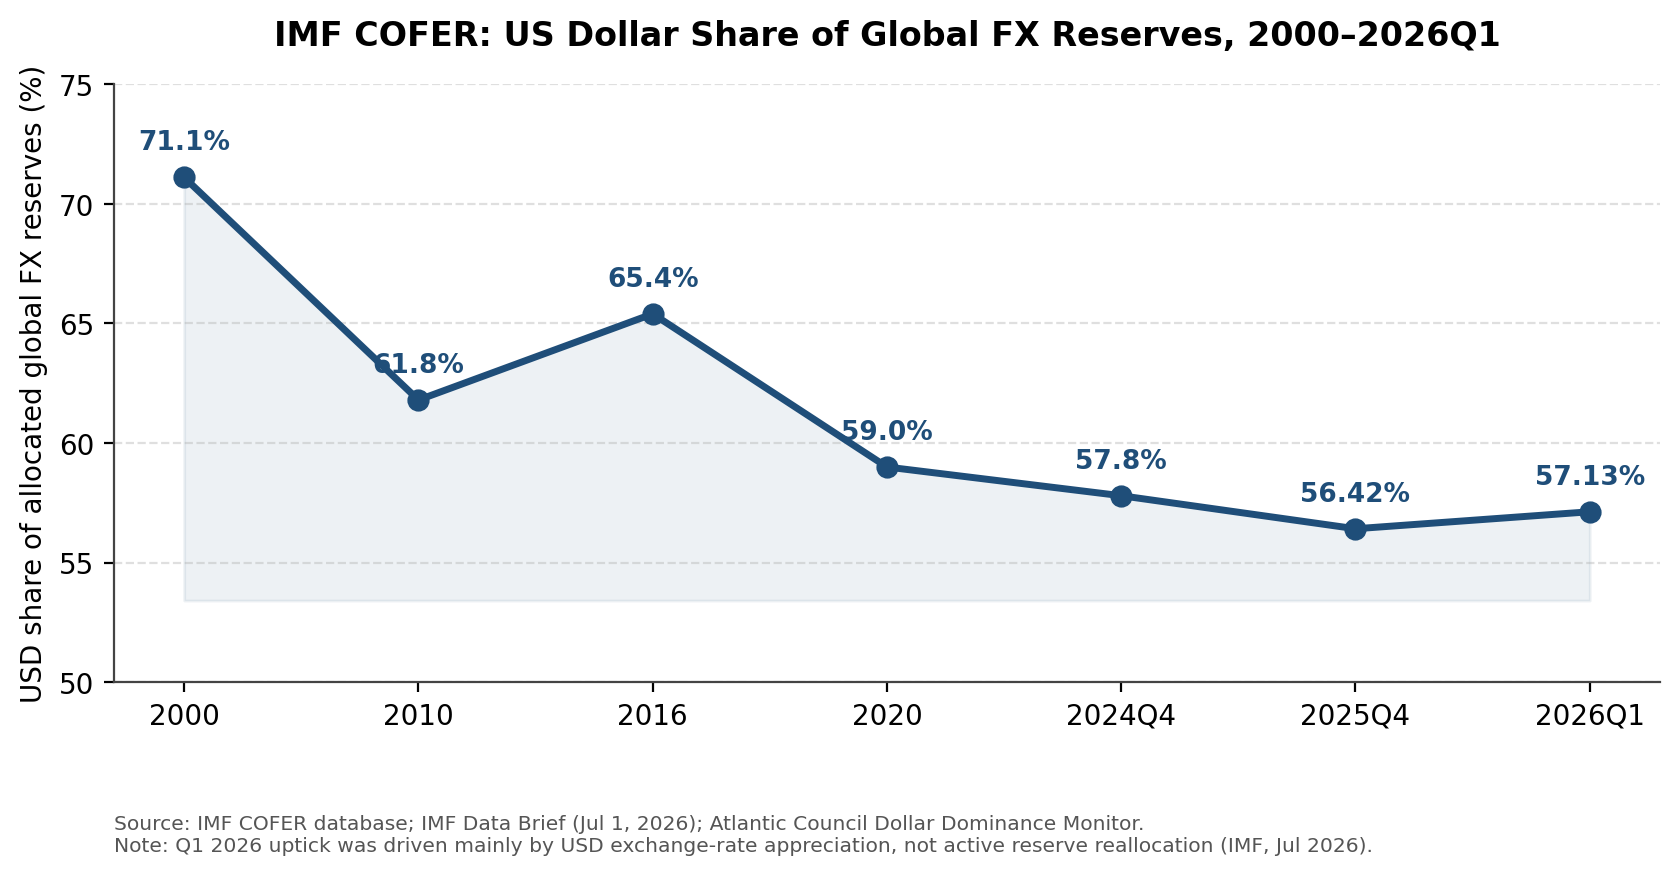 IMF COFER: US Dollar Share of Global FX Reserves, 2000–2026Q1
USD share of allocated global FX reserves (%)
75
70
65
60
55
50
71.1%
61.8%
65.4%
59.0%
57.8%
56.42%
57.13%
2000
2010
2016
2020
2024Q4
2025Q4
2026Q1
Source: IMF COFER database; IMF Data Brief (Jul 1, 2026); Atlantic Council Dollar Dominance Monitor.
Note: Q1 2026 uptick was driven mainly by USD exchange-rate appreciation, not active reserve reallocation (IMF, Jul 2026).